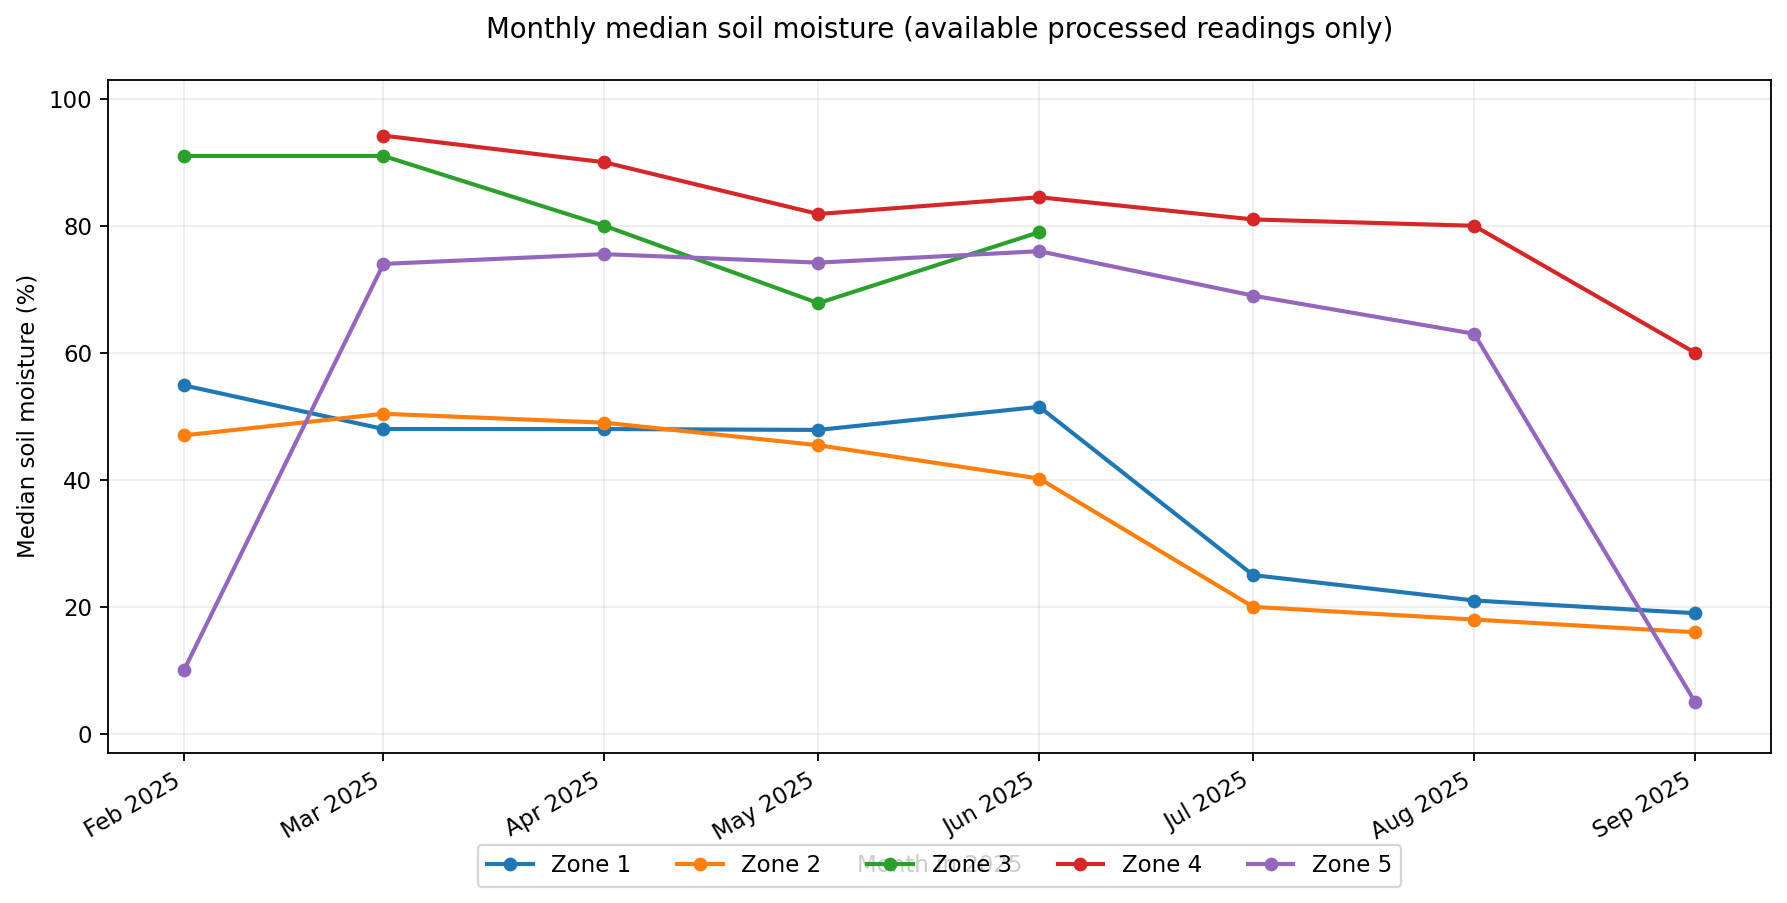 Monthly median soil moisture (available processed readings only)
Median soil moisture (%)
100
80
60
40
20
0
Feb 2025
Mar 2025
Apr 2025
May 2025
Jun 2025
Jul 2025
Aug 2025
Sep 2025
Zone 1
Zone 2
Zone 3
Zone 4
Zone 5
Month 2025